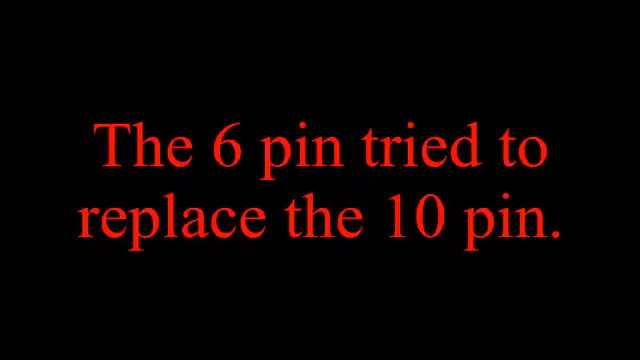 The 6 pin tried to
replace the 10 pin.